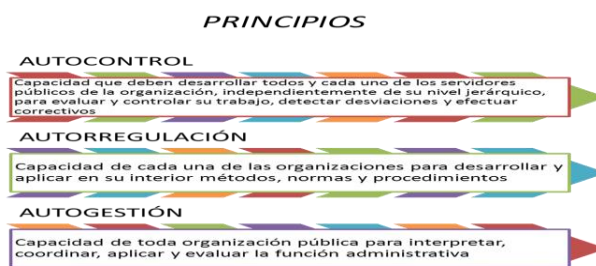 PRINCIPIOS
AUTOCONTROL
Capacidad que deben desarrollar todos y cada uno de los servidores
públicos de la organización, independientemente de su nivel jerárquico,
para evaluar y controlar su trabajo, detectar desviaciones y efectuar
correctivos
AUTORREGULACIÓN
Capacidad de cada una de las organizaciones para desarrollar y
aplicar en su interior métodos, normas y procedimientos
AUTOGESTIÓN
Capacidad de toda organización pública para interpretar,
coordinar, aplicar y evaluar la función administrativa